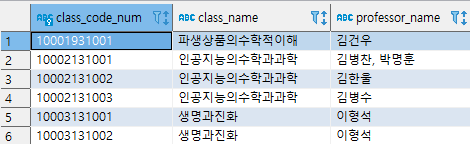 class_code_num ABC class_name ABC professor_name
1 10001931001 파생상품의수학적이해 김건우
2 10002131001 인공지능의수학과과학 김병찬, 박명훈
3 10002131002 인공지능의수학과과학 김한울
4 10002131003 인공지능의수학과과학 김병수
5 10003131001 생명과진화 이형석
6 10003131002 생명과진화 이형석